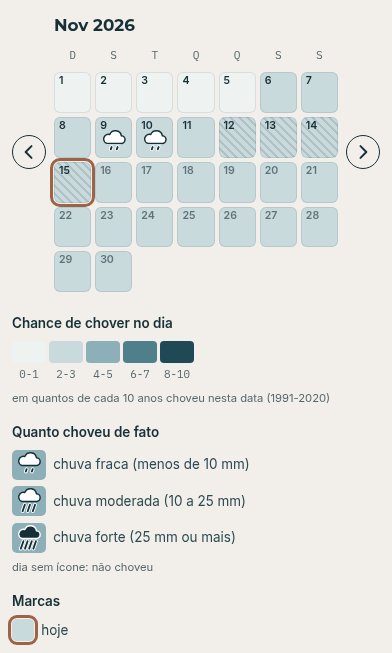 Nov 2026
D S T Q Q S S
1 2 3 4 5 6 7
8 9 10 11 12 13 14
15 16 17 18 19 20 21
22 23 24 25 26 27 28
29 30
Chance de chover no dia
0-1 2-3 4-5 6-7 8-10
em quantos de cada 10 anos choveu nesta data (1991-2020)
Quanto choveu de fato
chuva fraca (menos de 10 mm)
chuva moderada (10 a 25 mm)
chuva forte (25 mm ou mais)
dia sem ícone: não choveu
Marcas
hoje